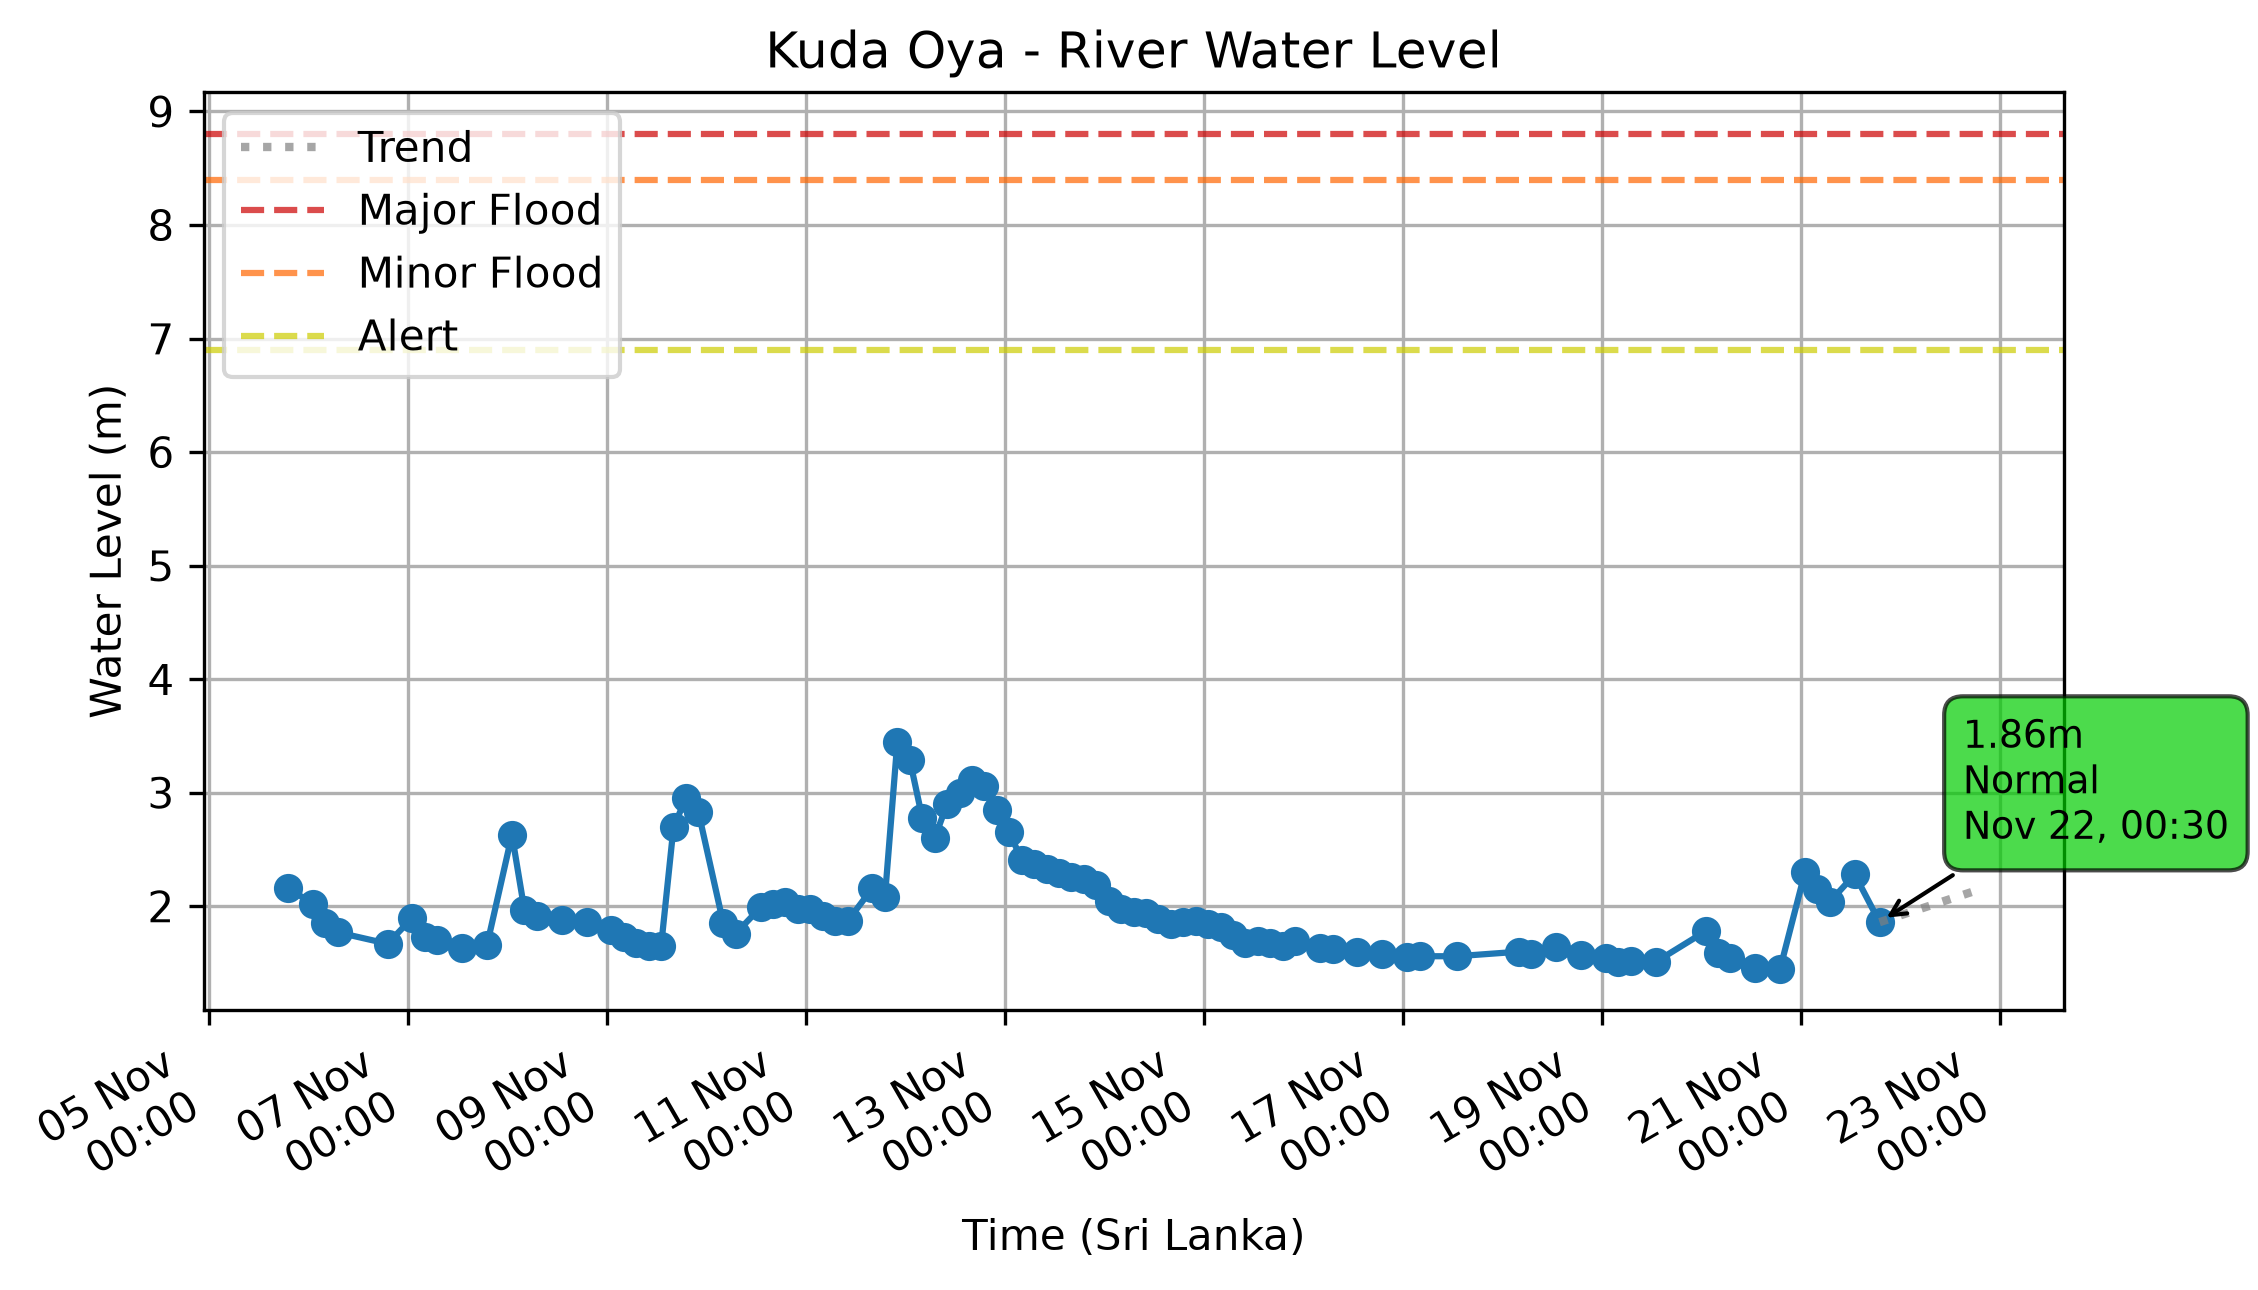 Kuda Oya - River Water Level
9
8
7
6
5
4
3
2
Water Level (m)
Trend
Major Flood
Minor Flood
Alert
1.86m
Normal
Nov 22, 00:30
05 Nov
00:00
07 Nov
00:00
09 Nov
00:00
11 Nov
00:00
13 Nov
00:00
15 Nov
00:00
17 Nov
00:00
19 Nov
00:00
21 Nov
00:00
23 Nov
00:00
Time (Sri Lanka)